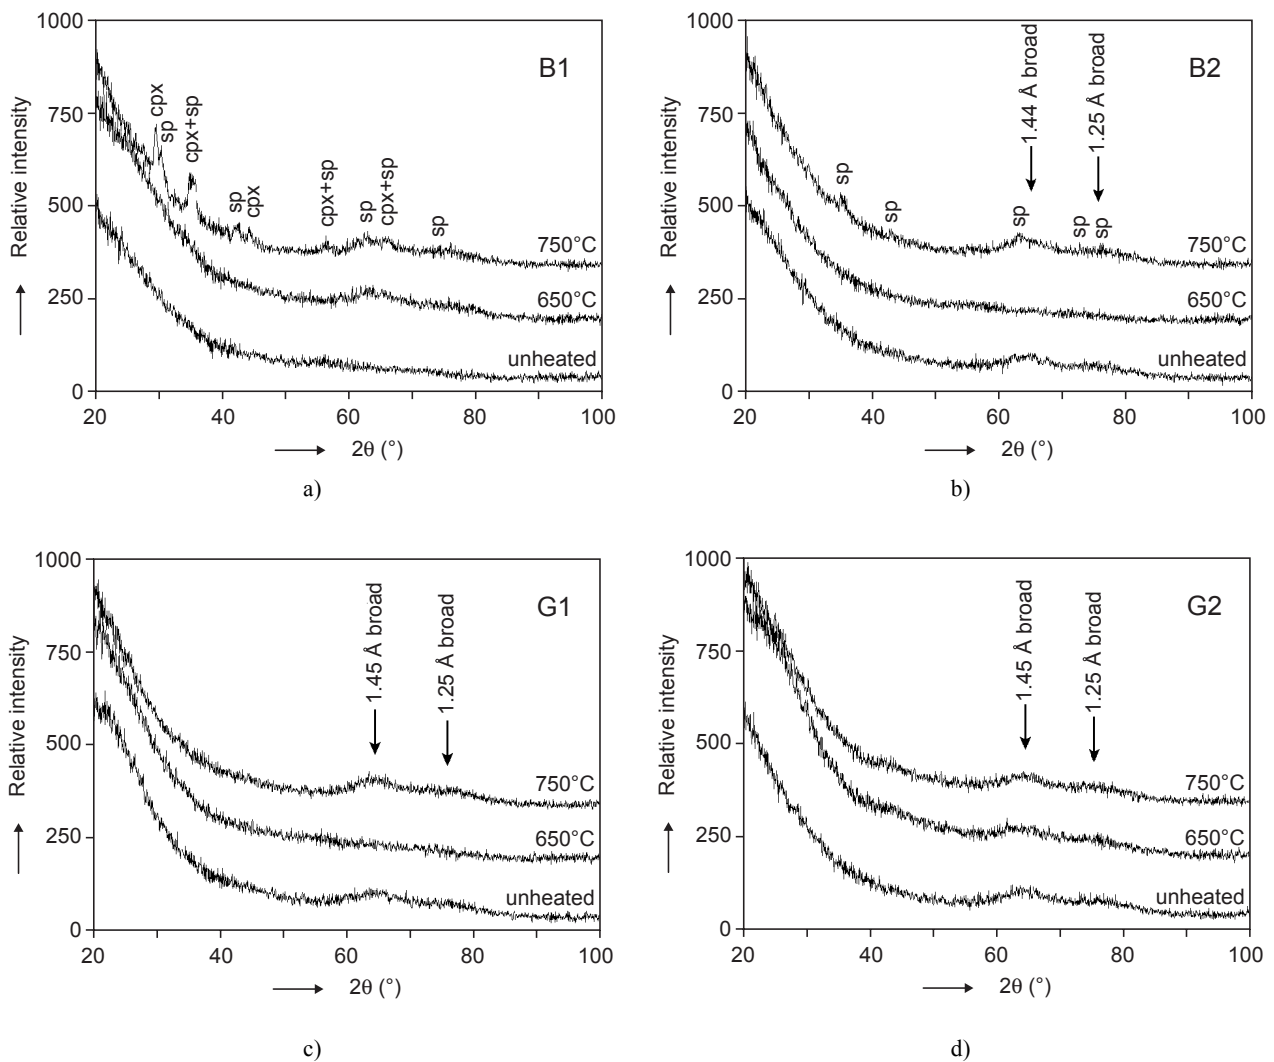 B1
1000
750
500
250
0
Relative intensity
cpx
sp
cpx+sp
sp
cpx
cpx+sp
sp
cpx+sp
sp
750°C
650°C
unheated
20
40
60
80
100
2θ (°)
a)
B2
1000
750
500
250
0
Relative intensity
sp
sp
sp
1.44 Å broad
sp
1.25 Å broad
sp
750°C
650°C
unheated
20
40
60
80
100
2θ (°)
b)
G1
1000
750
500
250
0
Relative intensity
1.45 Å broad
1.25 Å broad
750°C
650°C
unheated
20
40
60
80
100
2θ (°)
c)
G2
1000
750
500
250
0
Relative intensity
1.45 Å broad
1.25 Å broad
750°C
650°C
unheated
20
40
60
80
100
2θ (°)
d)